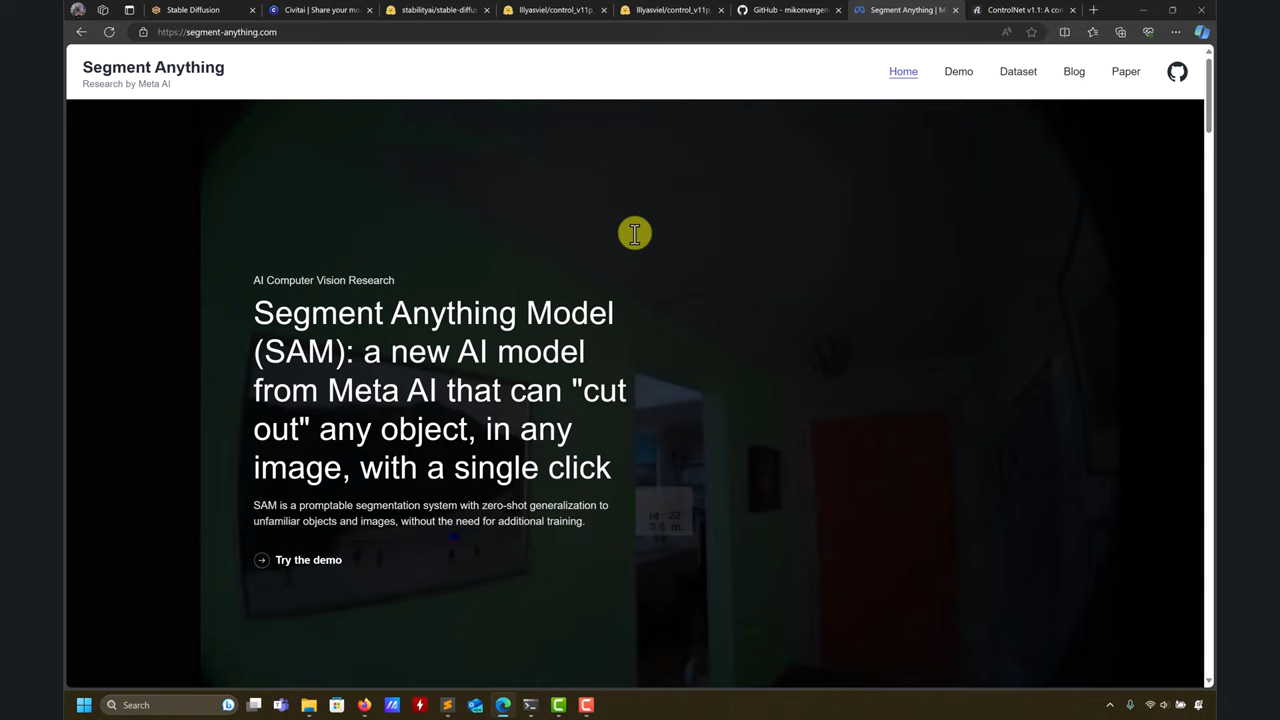 Stable Diffusion
Civitai | Share your mo
stabilityai/stable-diffus
lllyasviel/control_v11p
lllyasviel/control_v11p
GitHub - mikonvergen
Segment Anything | M
ControlNet v1.1: A con
https://segment-anything.com
Segment Anything
Research by Meta AI
Home
Demo
Dataset
Blog
Paper
AI Computer Vision Research
Segment Anything Model
(SAM): a new AI model
from Meta AI that can "cut
out" any object, in any
image, with a single click
SAM is a promptable segmentation system with zero-shot generalization to
unfamiliar objects and images, without the need for additional training.
Try the demo
Search